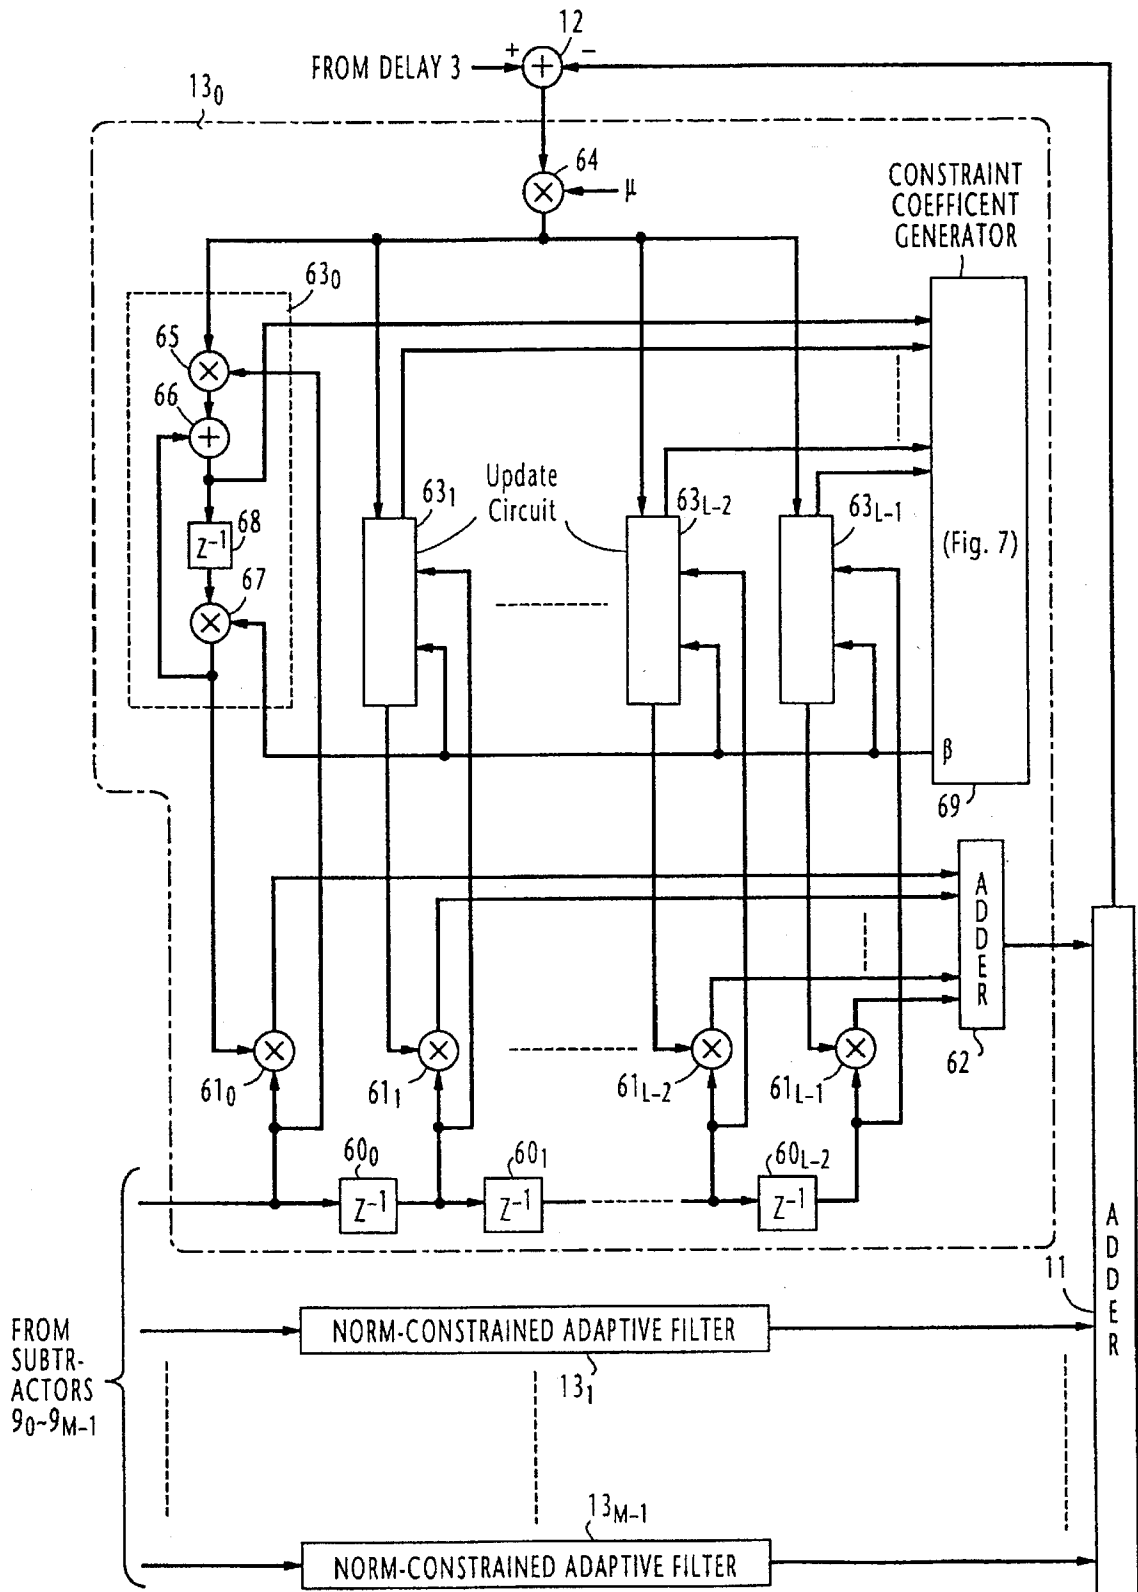 12
+
−
FROM DELAY 3
+
13₀
64
×
μ
CONSTRAINT
COEFFICENT
GENERATOR
63₀
65
×
66
+
Update
Circuit
63₁
63L−2
63L−1
68
Z⁻¹
(Fig. 7)
67
×
β
69
ADDER
62
×
×
×
×
61₀
61₁
61L−2
61L−1
60₀
60₁
60L−2
Z⁻¹
Z⁻¹
Z⁻¹
ADDER
11
FROM
SUBTR-
ACTORS
9₀~9M−1
NORM-CONSTRAINED ADAPTIVE FILTER
13₁
13M−1
NORM-CONSTRAINED ADAPTIVE FILTER